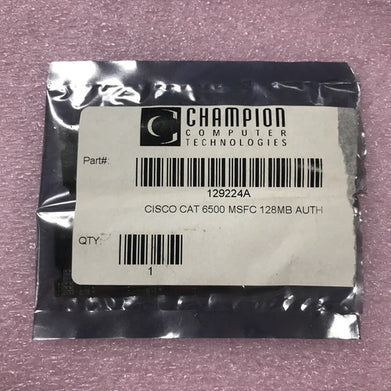 CHAMPION
COMPUTER
TECHNOLOGIES
Part#:
129224A
CISCO CAT 6500 MSFC 128MB AUTH
QTY:
1